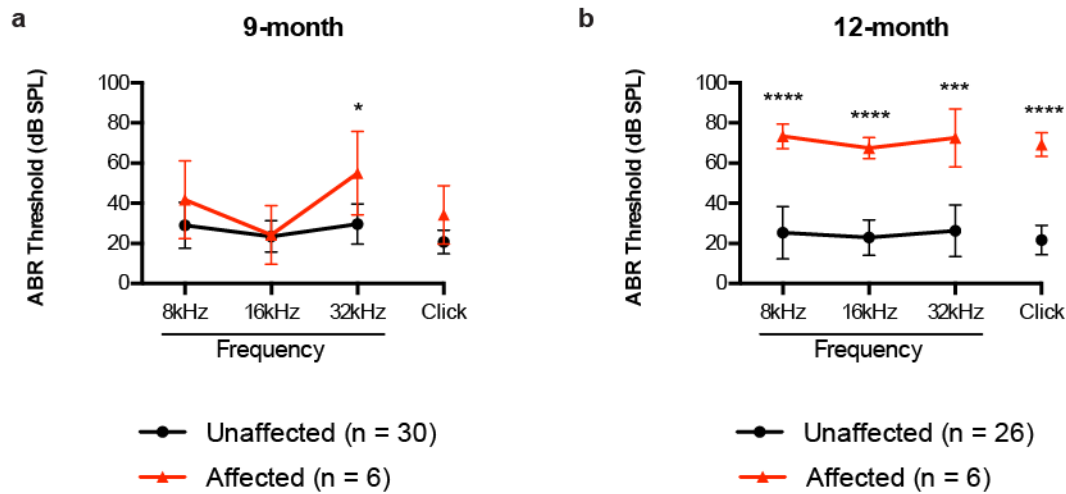 a
9-month
ABR Threshold (dB SPL)
100
80
60
40
20
0
*
8kHz 16kHz 32kHz Click
Frequency
Unaffected (n = 30)
Affected (n = 6)
b
12-month
ABR Threshold (dB SPL)
100
80
60
40
20
0
**** **** *** ****
8kHz 16kHz 32kHz Click
Frequency
Unaffected (n = 26)
Affected (n = 6)